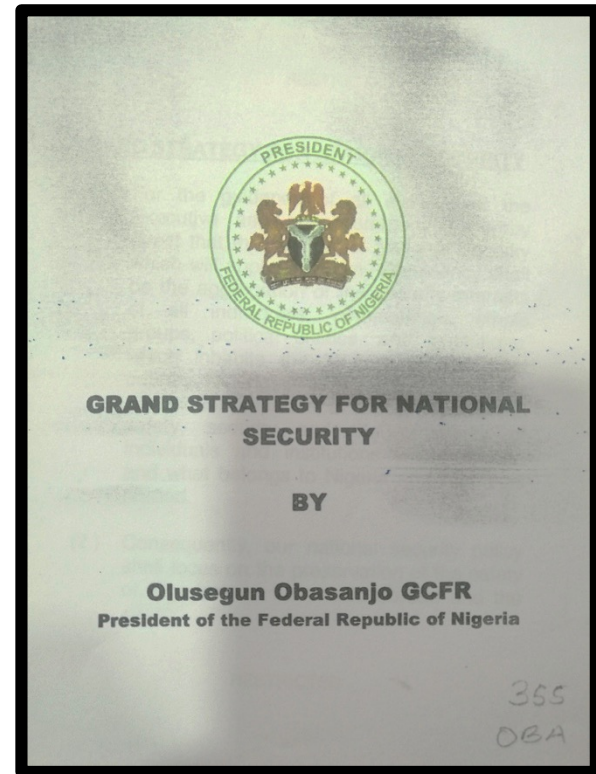 PRESIDENT
FEDERAL REPUBLIC OF NIGERIA
GRAND STRATEGY FOR NATIONAL
SECURITY
BY
Olusegun Obasanjo GCFR
President of the Federal Republic of Nigeria
355
OBA